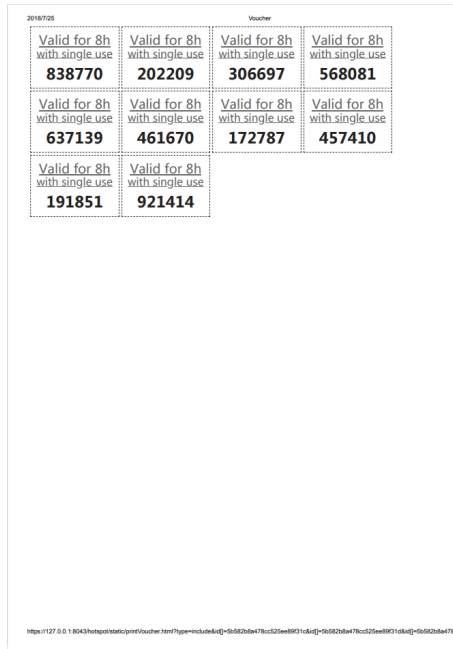 2018/7/25 Voucher
Valid for 8h Valid for 8h Valid for 8h Valid for 8h
with single use with single use with single use with single use
838770 202209 306697 568081
Valid for 8h Valid for 8h Valid for 8h Valid for 8h
with single use with single use with single use with single use
637139 461670 172787 457410
Valid for 8h Valid for 8h
with single use with single use
191851 921414
https://127.0.0.1:8043/hotspot/static/printVoucher.html?type=include&id[]=5b582b8a478cc525ee89f31c&id[]=5b582b8a478cc525ee89f31d&id[]=5b582b8a478